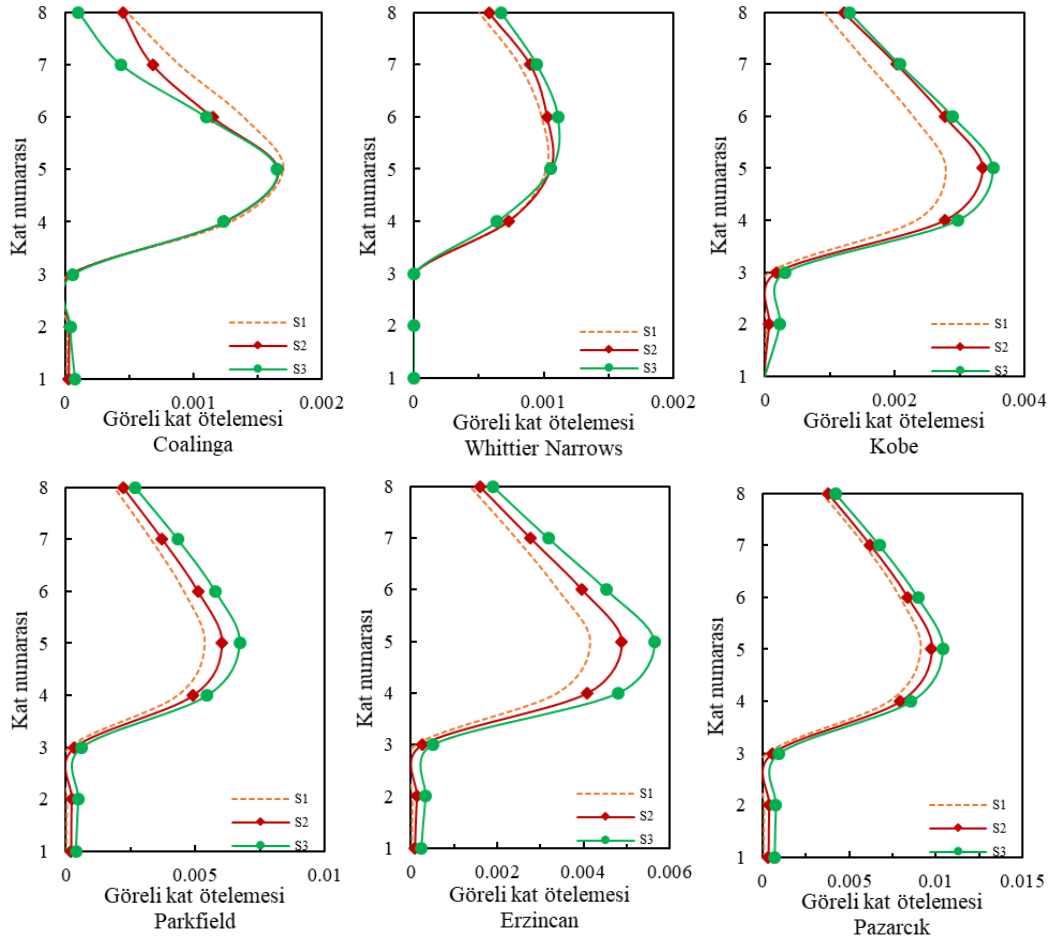 8
7
6
5
4
3
2
1
Kat numarası
S1
S2
S3
0
0.001
0.002
Göreli kat ötelemesi
Coalinga
8
7
6
5
4
3
2
1
Kat numarası
S1
S2
S3
0
0.001
0.002
Göreli kat ötelemesi
Whittier Narrows
8
7
6
5
4
3
2
1
Kat numarası
S1
S2
S3
0
0.002
0.004
Göreli kat ötelemesi
Kobe
8
7
6
5
4
3
2
1
Kat numarası
S1
S2
S3
0
0.005
0.01
Göreli kat ötelemesi
Parkfield
8
7
6
5
4
3
2
1
Kat numarası
S1
S2
S3
0
0.002
0.004
0.006
Göreli kat ötelemesi
Erzincan
8
7
6
5
4
3
2
1
Kat numarası
S1
S2
S3
0
0.005
0.01
0.015
Göreli kat ötelemesi
Pazarcık